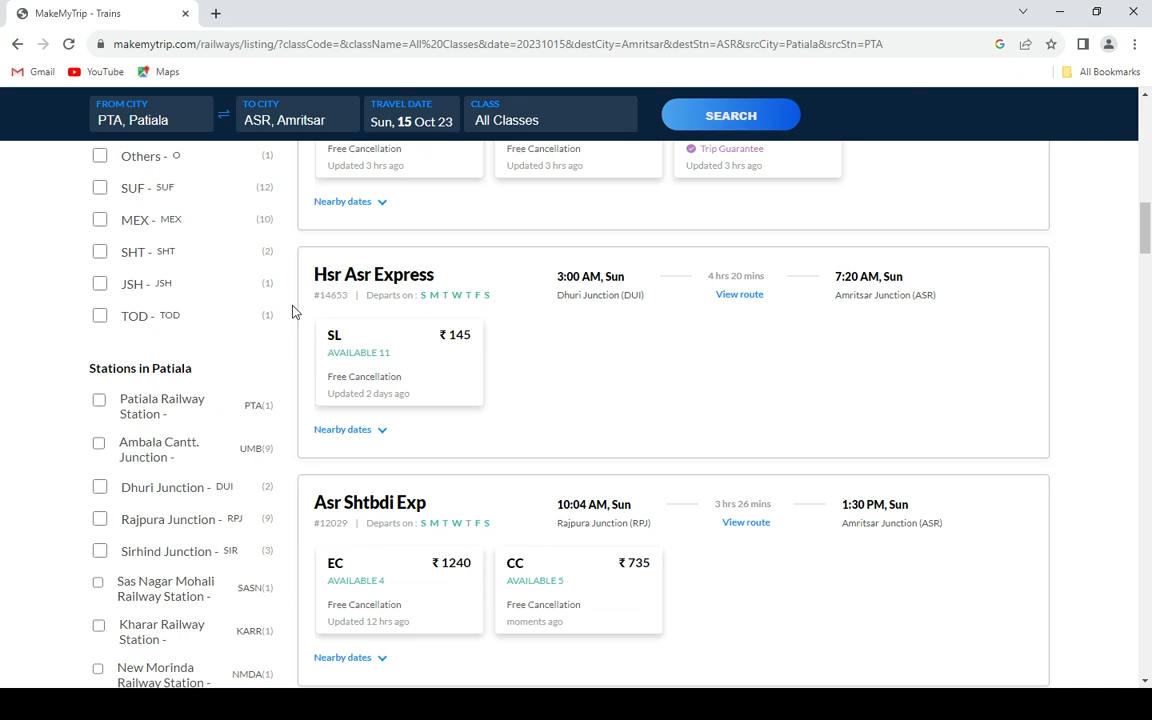 MakeMyTrip - Trains
makemytrip.com/railways/listing/?classCode=&className=All%20Classes&date=20231015&destCity=Amritsar&destStn=ASR&srcCity=Patiala&srcStn=PTA
Gmail YouTube Maps All Bookmarks
FROM CITY TO CITY TRAVEL DATE CLASS
PTA, Patiala ASR, Amritsar Sun, 15 Oct 23 All Classes SEARCH
Others - O (1)
SUF - SUF (12)
MEX - MEX (10)
SHT - SHT (2)
JSH - JSH (1)
TOD - TOD (1)
Stations in Patiala
Patiala Railway
Station - PTA(1)
Ambala Cantt.
Junction - UMB(9)
Dhuri Junction - DUI (2)
Rajpura Junction - RPJ (9)
Sirhind Junction - SIR (3)
Sas Nagar Mohali
Railway Station - SASN(1)
Kharar Railway
Station - KARR(1)
New Morinda
Railway Station - NMDA(1)
Free Cancellation Free Cancellation Trip Guarantee
Updated 3 hrs ago Updated 3 hrs ago Updated 3 hrs ago
Nearby dates
Hsr Asr Express 3:00 AM, Sun 4 hrs 20 mins 7:20 AM, Sun
#14653 | Departs on : S M T W T F S Dhuri Junction (DUI) View route Amritsar Junction (ASR)
SL ₹ 145
AVAILABLE 11
Free Cancellation
Updated 2 days ago
Nearby dates
Asr Shtbdi Exp 10:04 AM, Sun 3 hrs 26 mins 1:30 PM, Sun
#12029 | Departs on : S M T W T F S Rajpura Junction (RPJ) View route Amritsar Junction (ASR)
EC ₹ 1240 CC ₹ 735
AVAILABLE 4 AVAILABLE 5
Free Cancellation Free Cancellation
Updated 12 hrs ago moments ago
Nearby dates